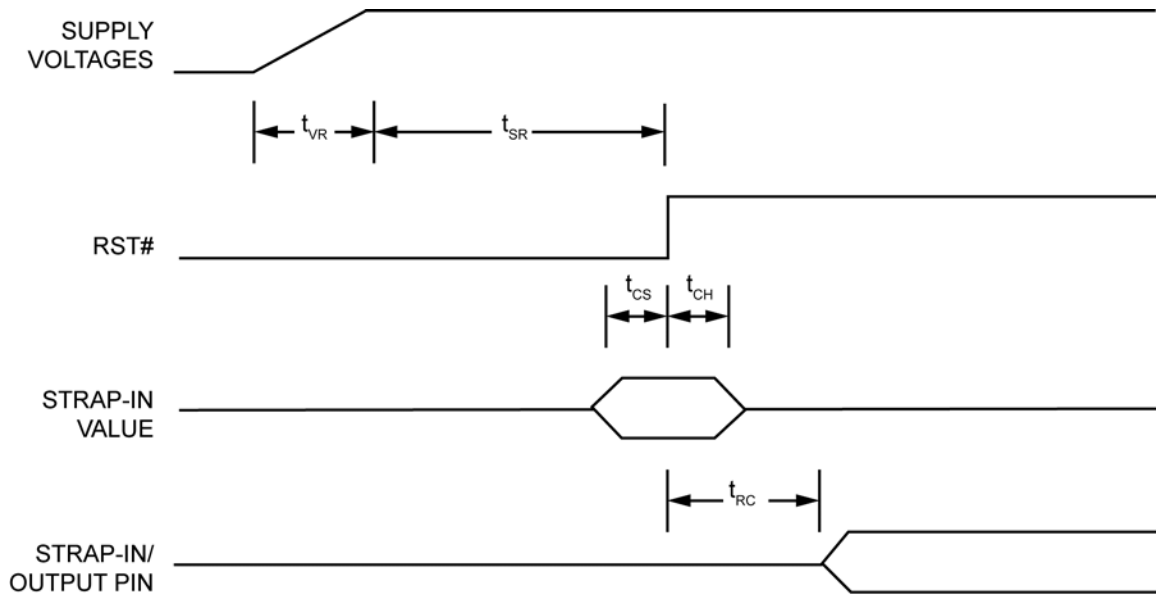 SUPPLY
VOLTAGES
tVR
tSR
RST#
tCS
tCH
STRAP-IN
VALUE
tRC
STRAP-IN/
OUTPUT PIN